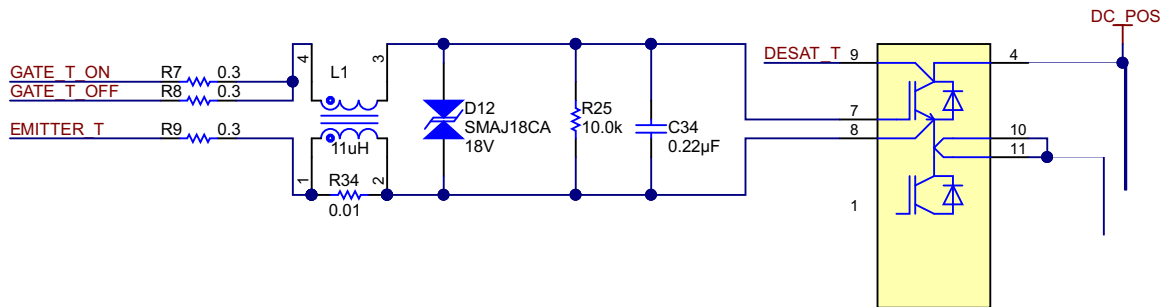 DC_POS
DESAT_T 9 4
4 3
L1
GATE_T_ON R7 0.3
GATE_T_OFF R8 0.3
D12
SMAJ18CA
18V
R25
10.0k
C34
0.22µF
7
EMITTER_T R9 0.3
8 10
11
11uH
1 2
R34
0.01
1